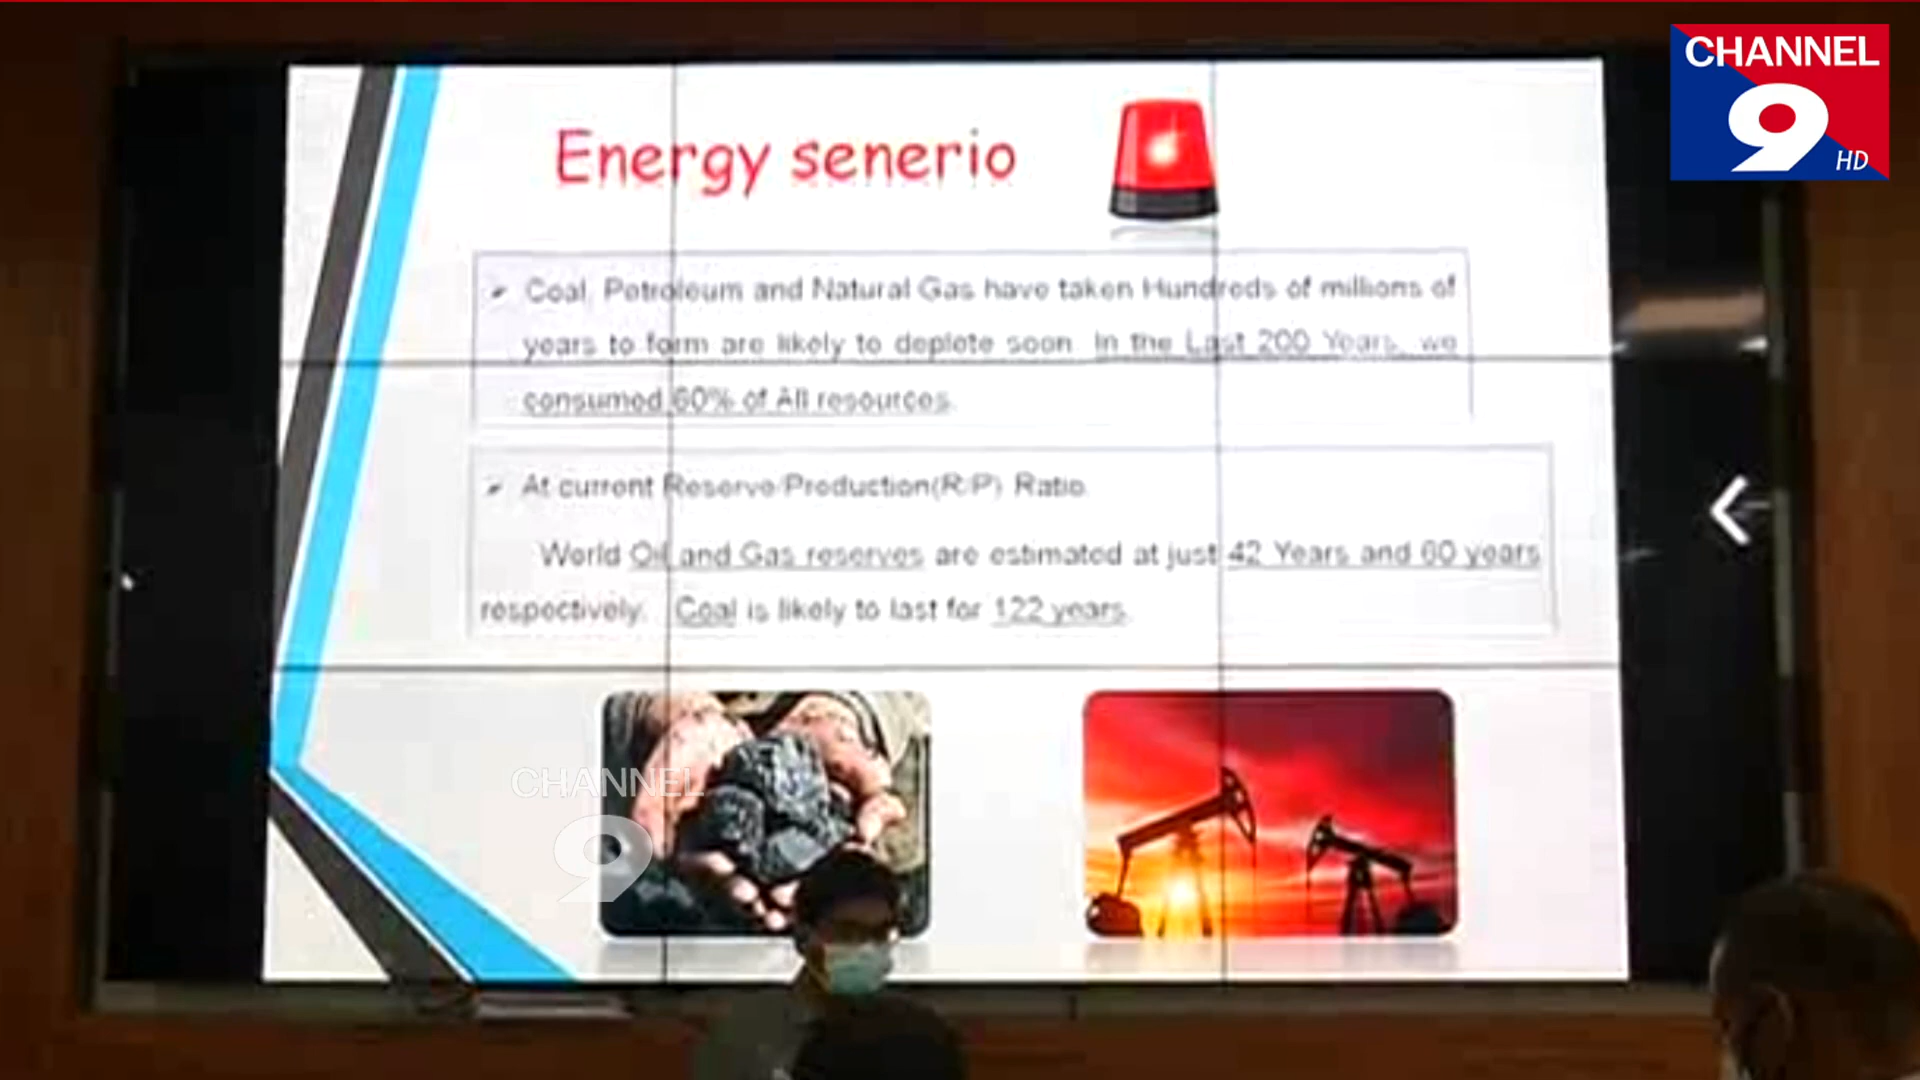 CHANNEL
9
HD
Energy senerio
Coal, Petroleum and Natural Gas have taken Hundreds of millions of
years to form are likely to deplete soon. In the Last 200 Years, we
consumed 60% of All resources.
At current Reserve/Production(R/P) Ratio.
World Oil and Gas reserves are estimated at just 42 Years and 60 years
respectively. Coal is likely to last for 122 years.
CHANNEL
9